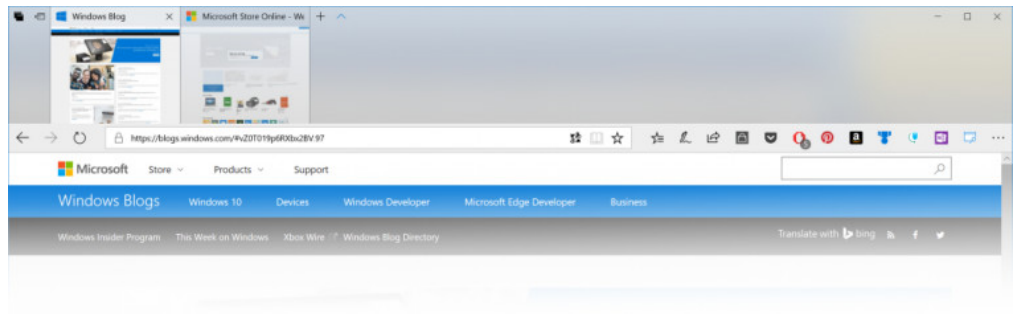 Windows Blog
Microsoft Store Online - We
https://blogs.windows.com/#vZ0T019p6RXbx2BV.97
Microsoft Store Products Support
Windows Blogs Windows 10 Devices Windows Developer Microsoft Edge Developer Business
Windows Insider Program This Week on Windows Xbox Wire Windows Blog Directory Translate with bing